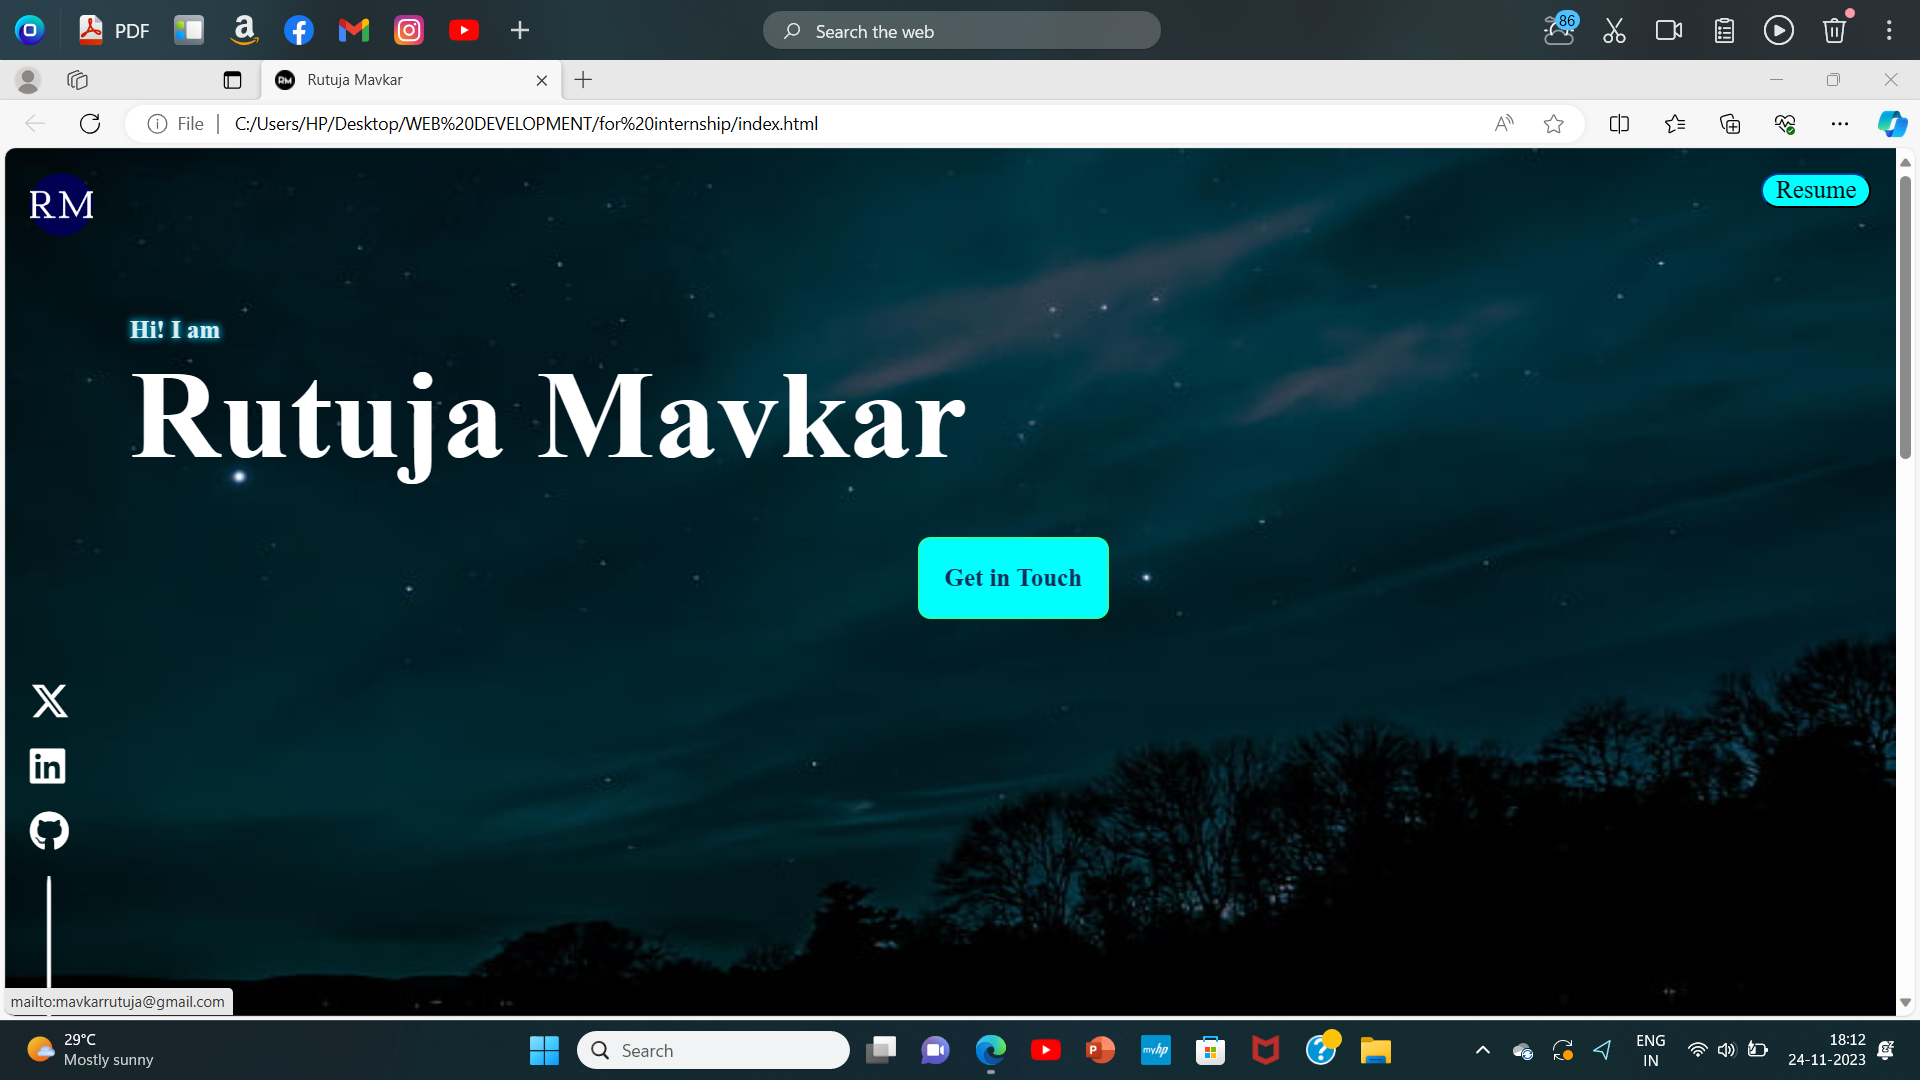 PDF
Search the web
86
Rutuja Mavkar
File
C:/Users/HP/Desktop/WEB%20DEVELOPMENT/for%20internship/index.html
RM
Resume
Hi! I am
Rutuja Mavkar
Get in Touch
mailto:mavkarrutuja@gmail.com
29°C
Mostly sunny
Search
ENG
IN
18:12
24-11-2023